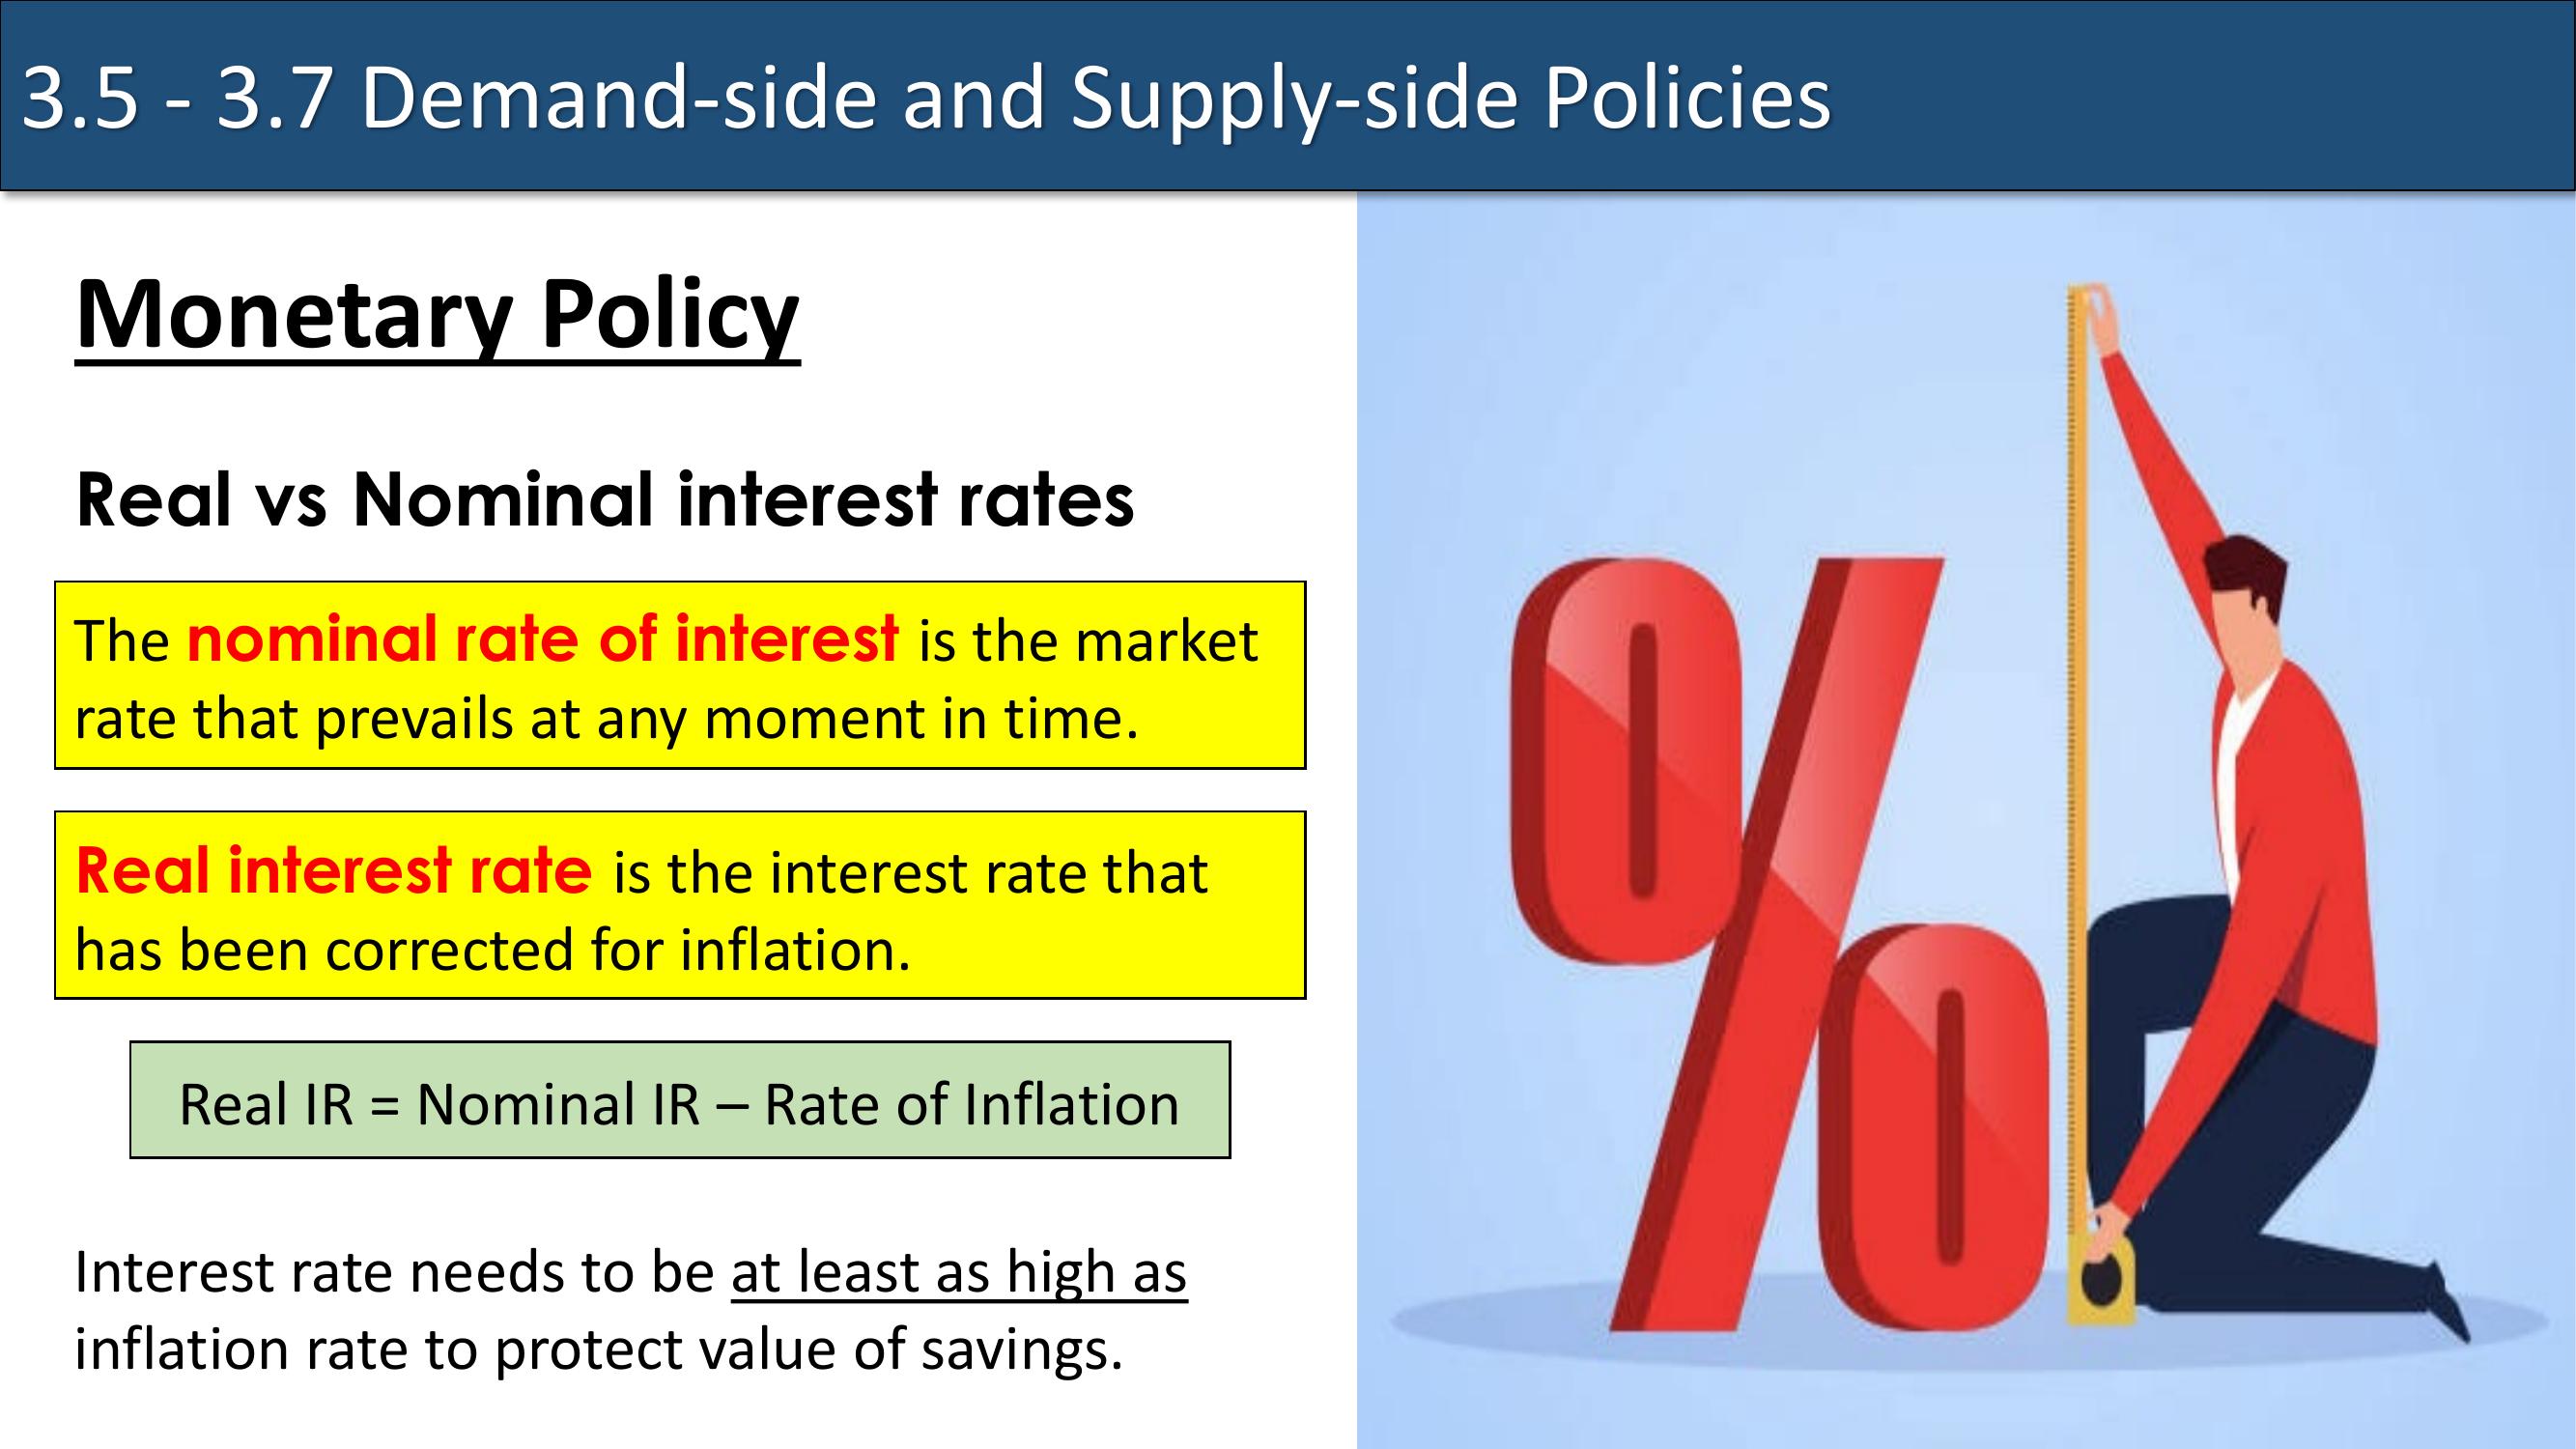 3.5 - 3.7 Demand-side and Supply-side Policies
Monetary Policy
Real vs Nominal interest rates
The nominal rate of interest is the market
rate that prevails at any moment in time.
Real interest rate is the interest rate that
has been corrected for inflation.
Real IR = Nominal IR – Rate of Inflation
Interest rate needs to be at least as high as
inflation rate to protect value of savings.
%